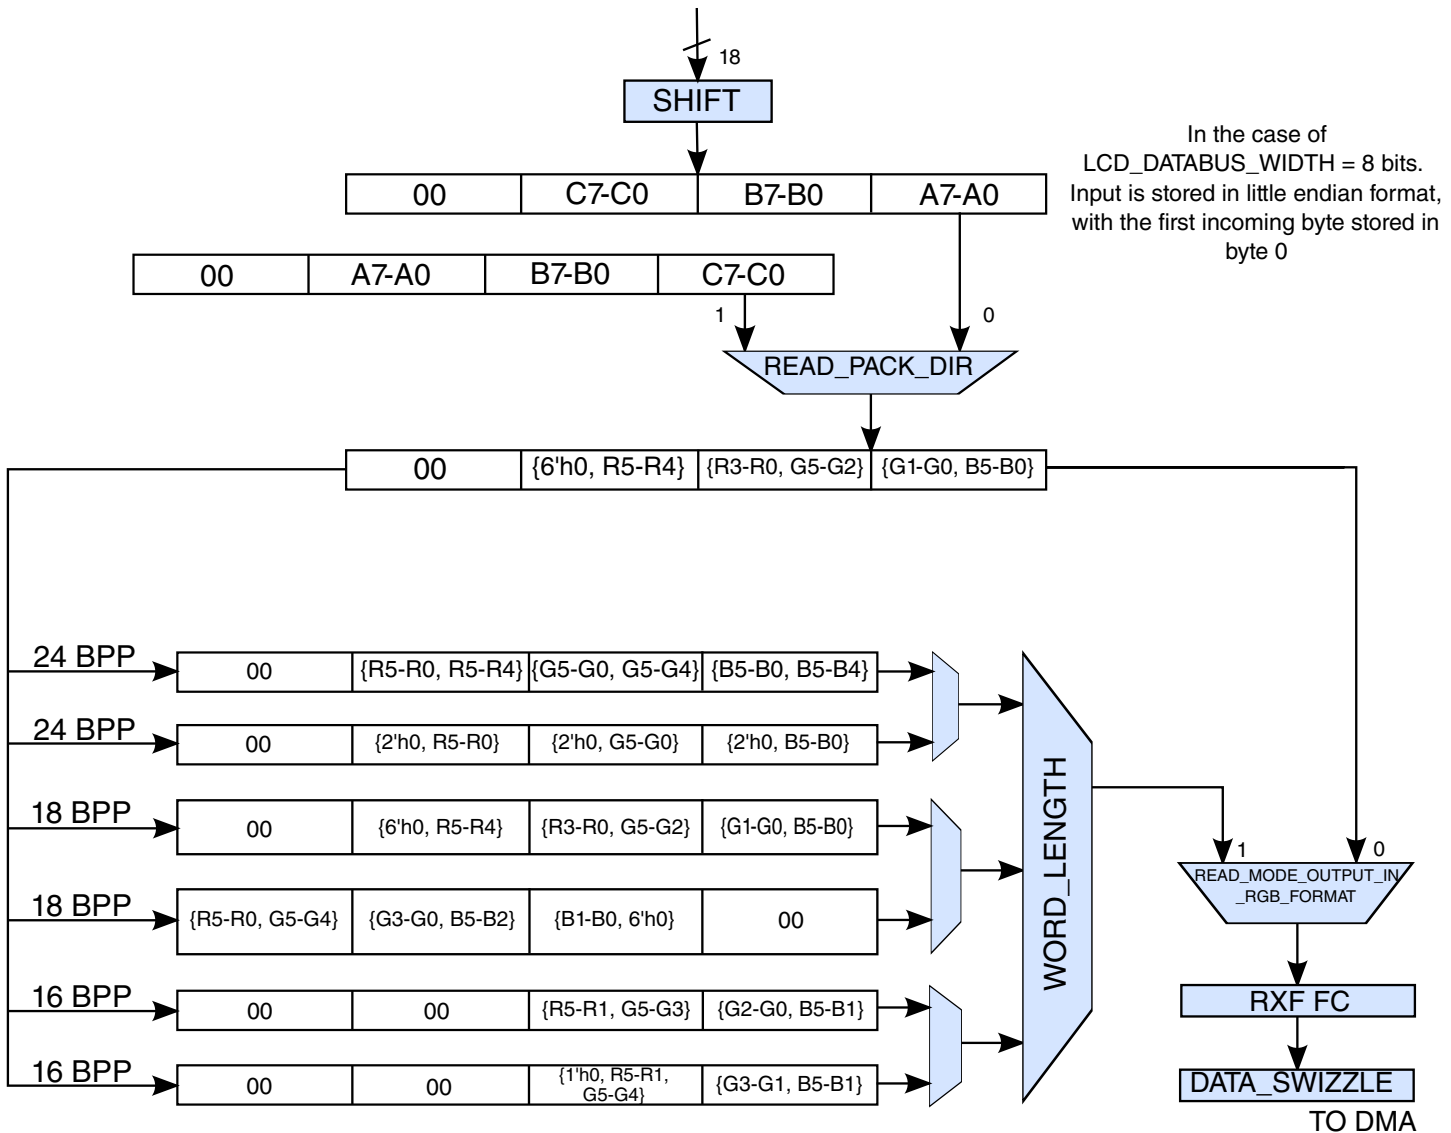 18
SHIFT
In the case of
LCD_DATABUS_WIDTH = 8 bits.
Input is stored in little endian format,
with the first incoming byte stored in
byte 0
00 C7-C0 B7-B0 A7-A0
00 A7-A0 B7-B0 C7-C0
1 0
READ_PACK_DIR
00 {6'h0, R5-R4} {R3-R0, G5-G2} {G1-G0, B5-B0}
24 BPP 00 {R5-R0, R5-R4} {G5-G0, G5-G4} {B5-B0, B5-B4}
24 BPP 00 {2'h0, R5-R0} {2'h0, G5-G0} {2'h0, B5-B0}
18 BPP 00 {6'h0, R5-R4} {R3-R0, G5-G2} {G1-G0, B5-B0}
18 BPP {R5-R0, G5-G4} {G3-G0, B5-B2} {B1-B0, 6'h0} 00
16 BPP 00 00 {R5-R1, G5-G3} {G2-G0, B5-B1}
16 BPP 00 00 {1'h0, R5-R1,
G5-G4} {G3-G1, B5-B1}
WORD_LENGTH
1 0
READ_MODE_OUTPUT_IN
_RGB_FORMAT
RXF FC
DATA_SWIZZLE
TO DMA